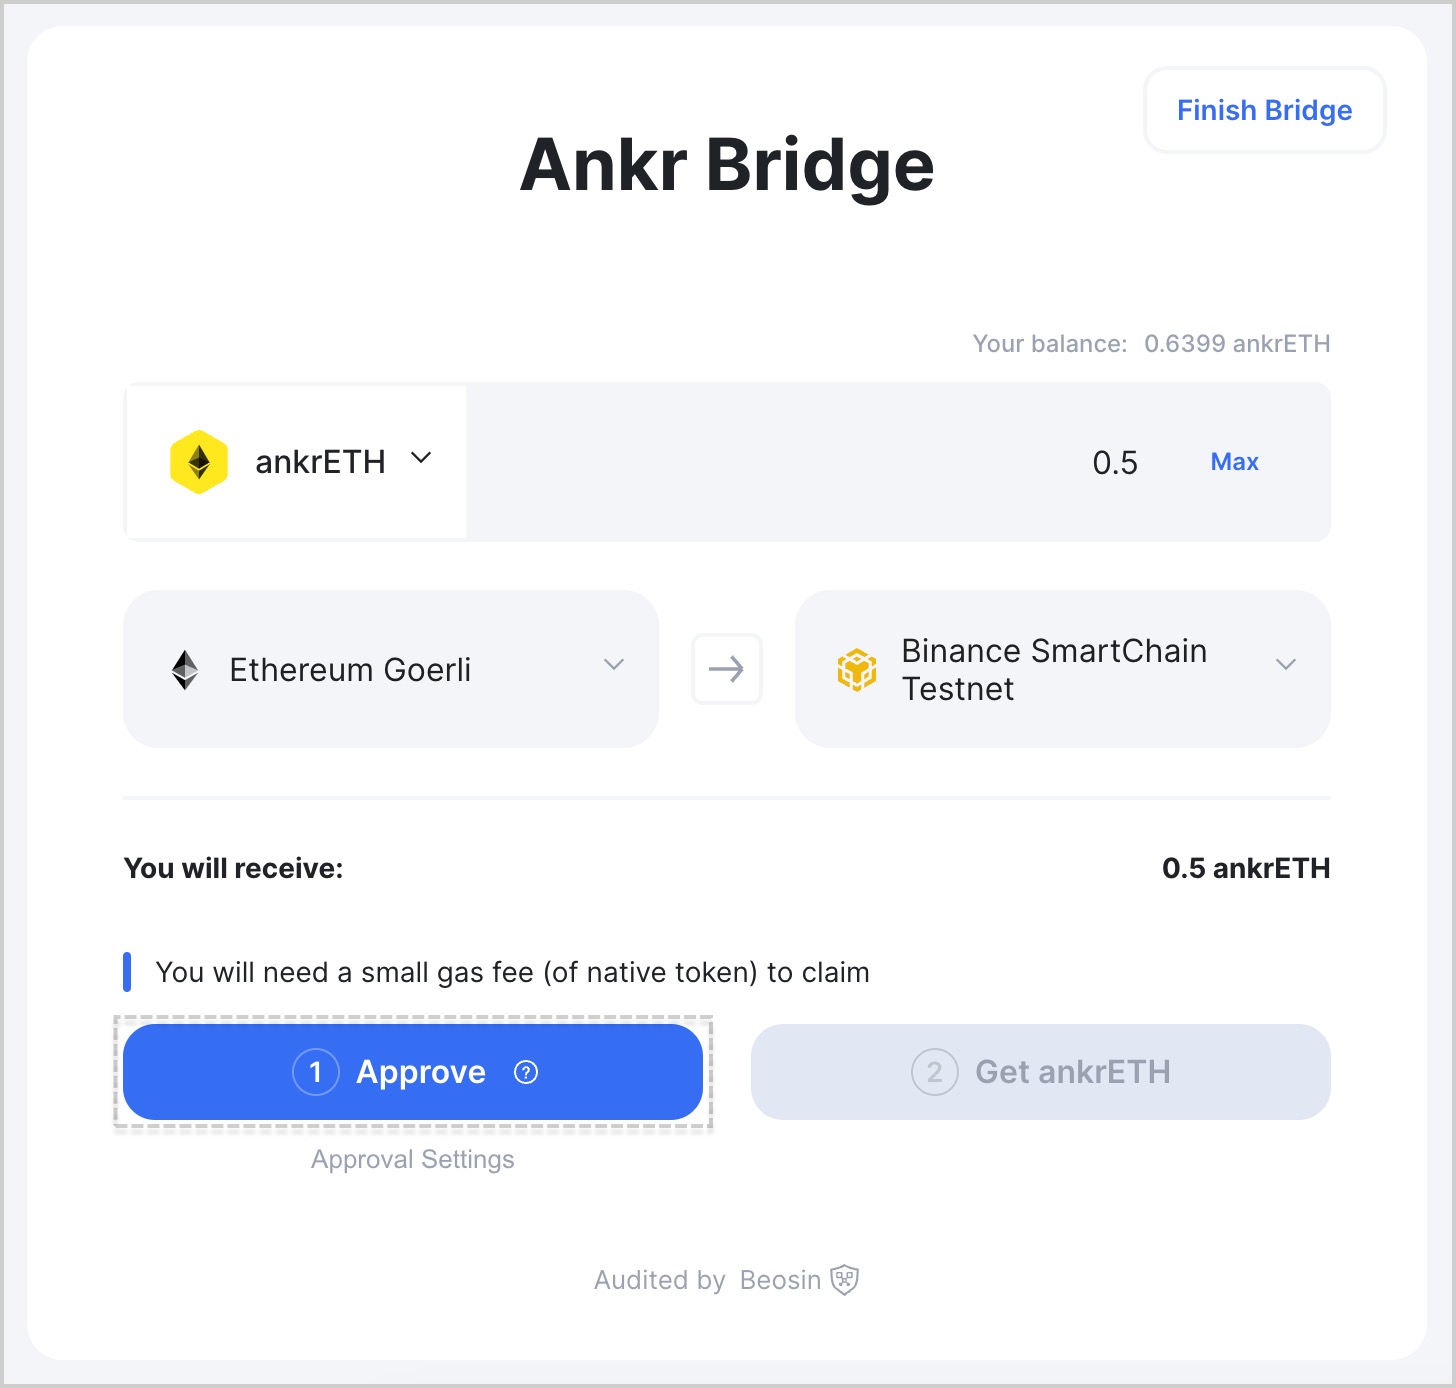 Finish Bridge
Ankr Bridge
Your balance: 0.6399 ankrETH
ankrETH
0.5
Max
Ethereum Goerli
Binance SmartChain
Testnet
You will receive:
0.5 ankrETH
You will need a small gas fee (of native token) to claim
1 Approve ?
2 Get ankrETH
Approval Settings
Audited by Beosin